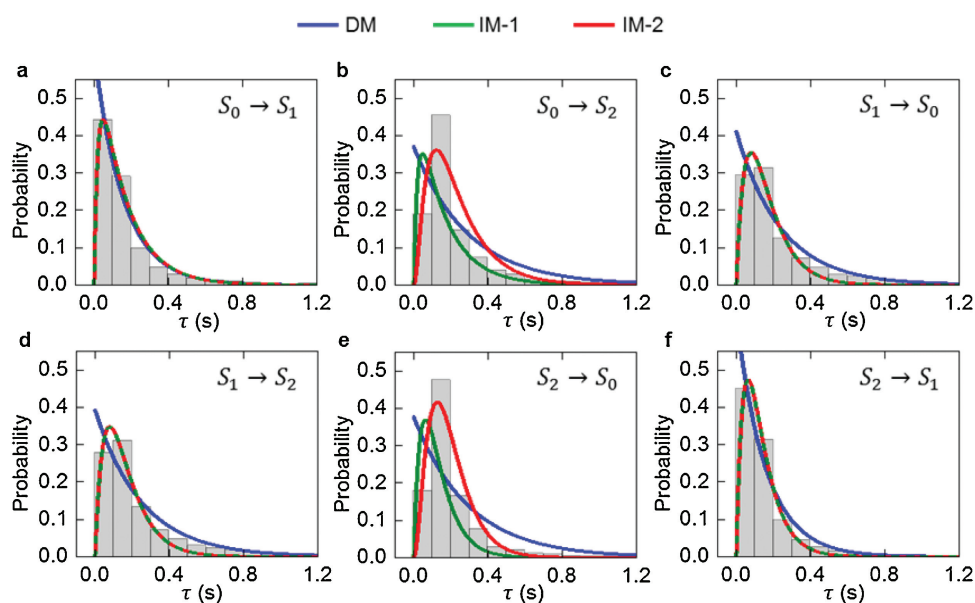 DM IM-1 IM-2
a b c
S₀ → S₁ S₀ → S₂ S₁ → S₀
0.5 0.5 0.5
0.4 0.4 0.4
0.3 0.3 0.3
0.2 0.2 0.2
0.1 0.1 0.1
0.0 0.0 0.0
Probability Probability Probability
0.0 0.4 0.8 1.2 0.0 0.4 0.8 1.2 0.0 0.4 0.8 1.2
τ (s) τ (s) τ (s)
d e f
S₁ → S₂ S₂ → S₀ S₂ → S₁
0.5 0.5 0.5
0.4 0.4 0.4
0.3 0.3 0.3
0.2 0.2 0.2
0.1 0.1 0.1
0.0 0.0 0.0
Probability Probability Probability
0.0 0.4 0.8 1.2 0.0 0.4 0.8 1.2 0.0 0.4 0.8 1.2
τ (s) τ (s) τ (s)